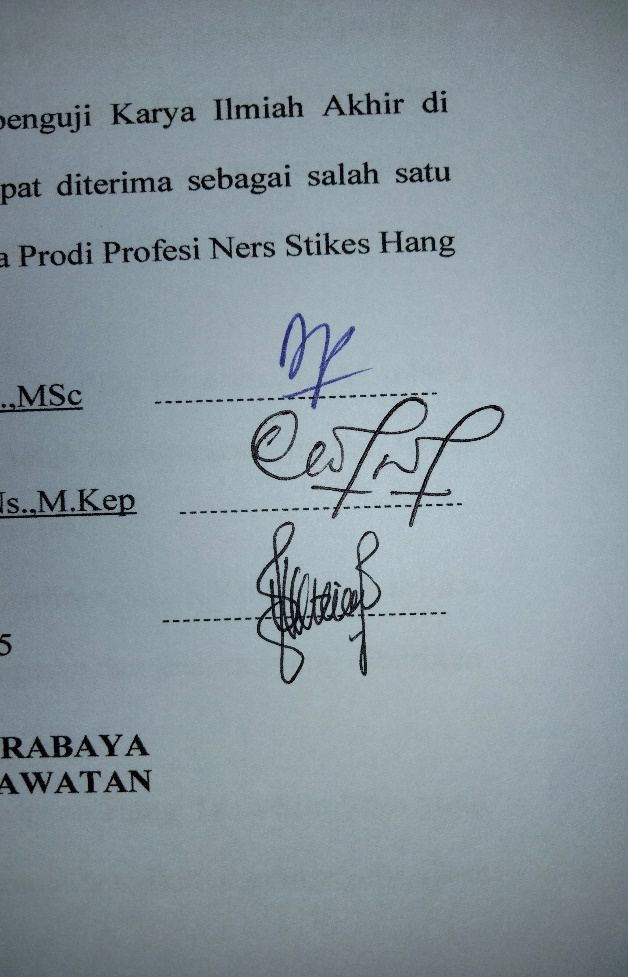 penguji Karya Ilmiah Akhir di
pat diterima sebagai salah satu
a Prodi Profesi Ners Stikes Hang
.,MSc ------------------------------
Ns.,M.Kep ------------------------------
------------------------------
5
RABAYA
AWATAN